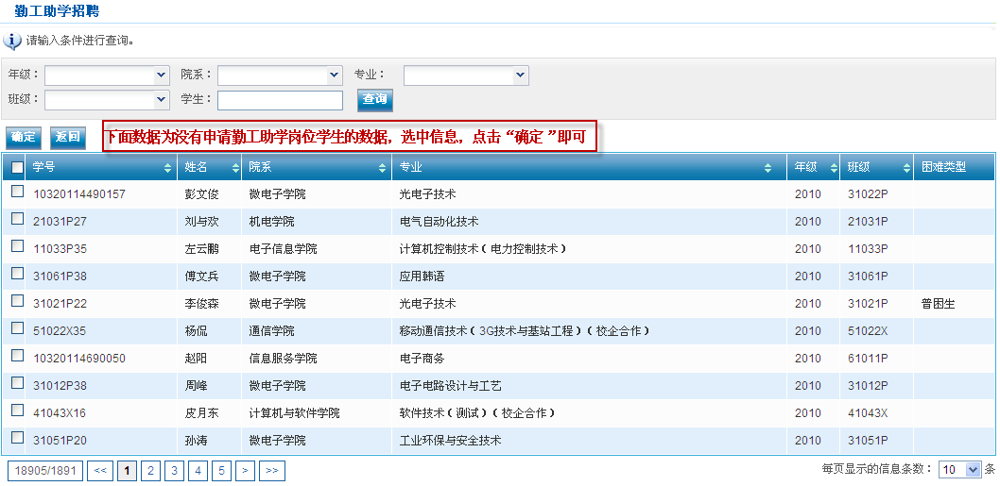 勤工助学招聘
请输入条件进行查询。
年级： 院系： 专业：
班级： 学生： 查询
确定 返回 下面数据为没有申请勤工助学岗位学生的数据，选中信息，点击“确定”即可
学号 姓名 院系 专业 年级 班级 困难类型
10320114490157 彭文俊 微电子学院 光电子技术 2010 31022P
21031P27 刘与欢 机电学院 电气自动化技术 2010 21031P
11033P35 左云鹏 电子信息学院 计算机控制技术（电力控制技术） 2010 11033P
31061P38 傅文兵 微电子学院 应用韩语 2010 31061P
31021P22 李俊森 微电子学院 光电子技术 2010 31021P 普困生
51022X35 杨侃 通信学院 移动通信技术（3G技术与基站工程）（校企合作） 2010 51022X
10320114690050 赵阳 信息服务学院 电子商务 2010 61011P
31012P38 周峰 微电子学院 电子电路设计与工艺 2010 31012P
41043X16 皮月东 计算机与软件学院 软件技术（测试）（校企合作） 2010 41043X
31051P20 孙涛 微电子学院 工业环保与安全技术 2010 31051P
18905/1891 << 1 2 3 4 5 > >> 每页显示的信息条数： 10 条